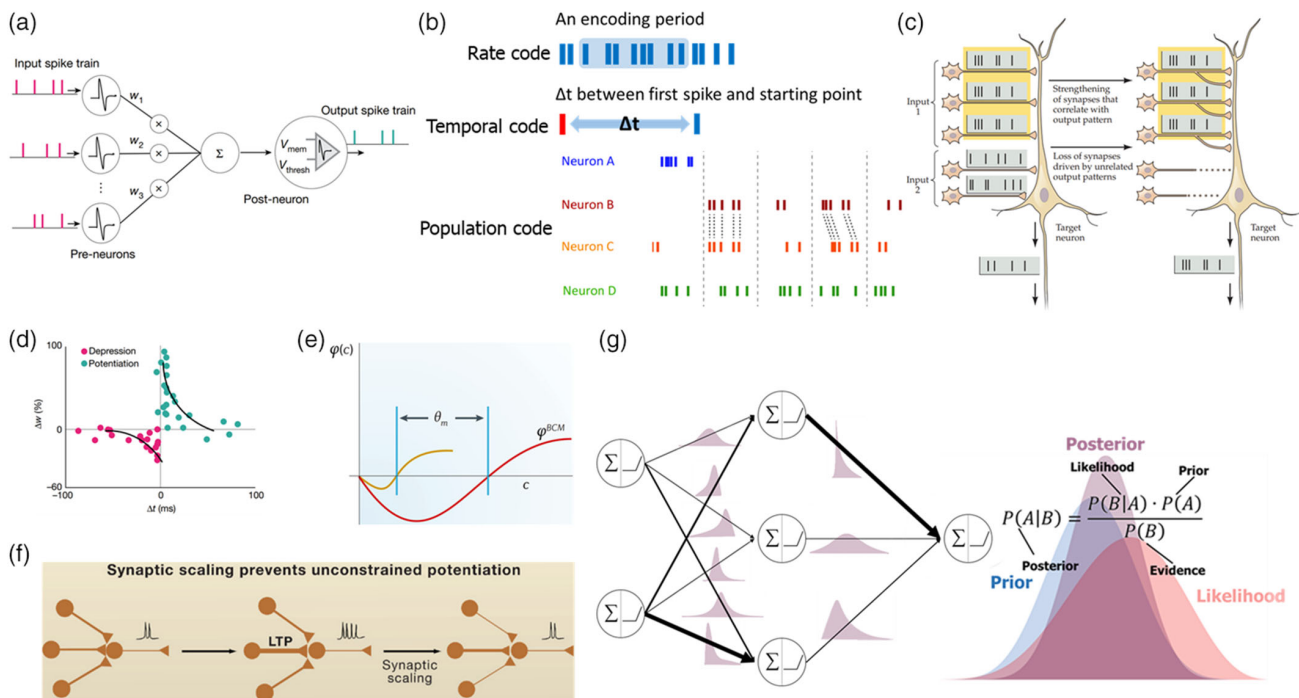 (a)
Input spike train
w1
w2
w3
Σ
Vmem
Vthresh
Output spike train
Post-neuron
Pre-neurons
(b)
An encoding period
Rate code
Δt between first spike and starting point
Temporal code
Δt
Neuron A
Neuron B
Population code
Neuron C
Neuron D
(c)
Input
1
Input
2
Strengthening
of synapses that
correlate with
output pattern
Loss of synapses
driven by unrelated
output patterns
Target
neuron
Target
neuron
(d)
Depression
Potentiation
100
0
−60
Δw (%)
−100
0
100
Δt (ms)
(e)
φ(c)
θm
φBCM
c
(f)
Synaptic scaling prevents unconstrained potentiation
LTP
Synaptic
scaling
(g)
Σ
Σ
Σ
Σ
Σ
Σ
Posterior
Likelihood
Prior
P(A|B) = P(B|A) · P(A) / P(B)
Posterior
Evidence
Prior
Likelihood